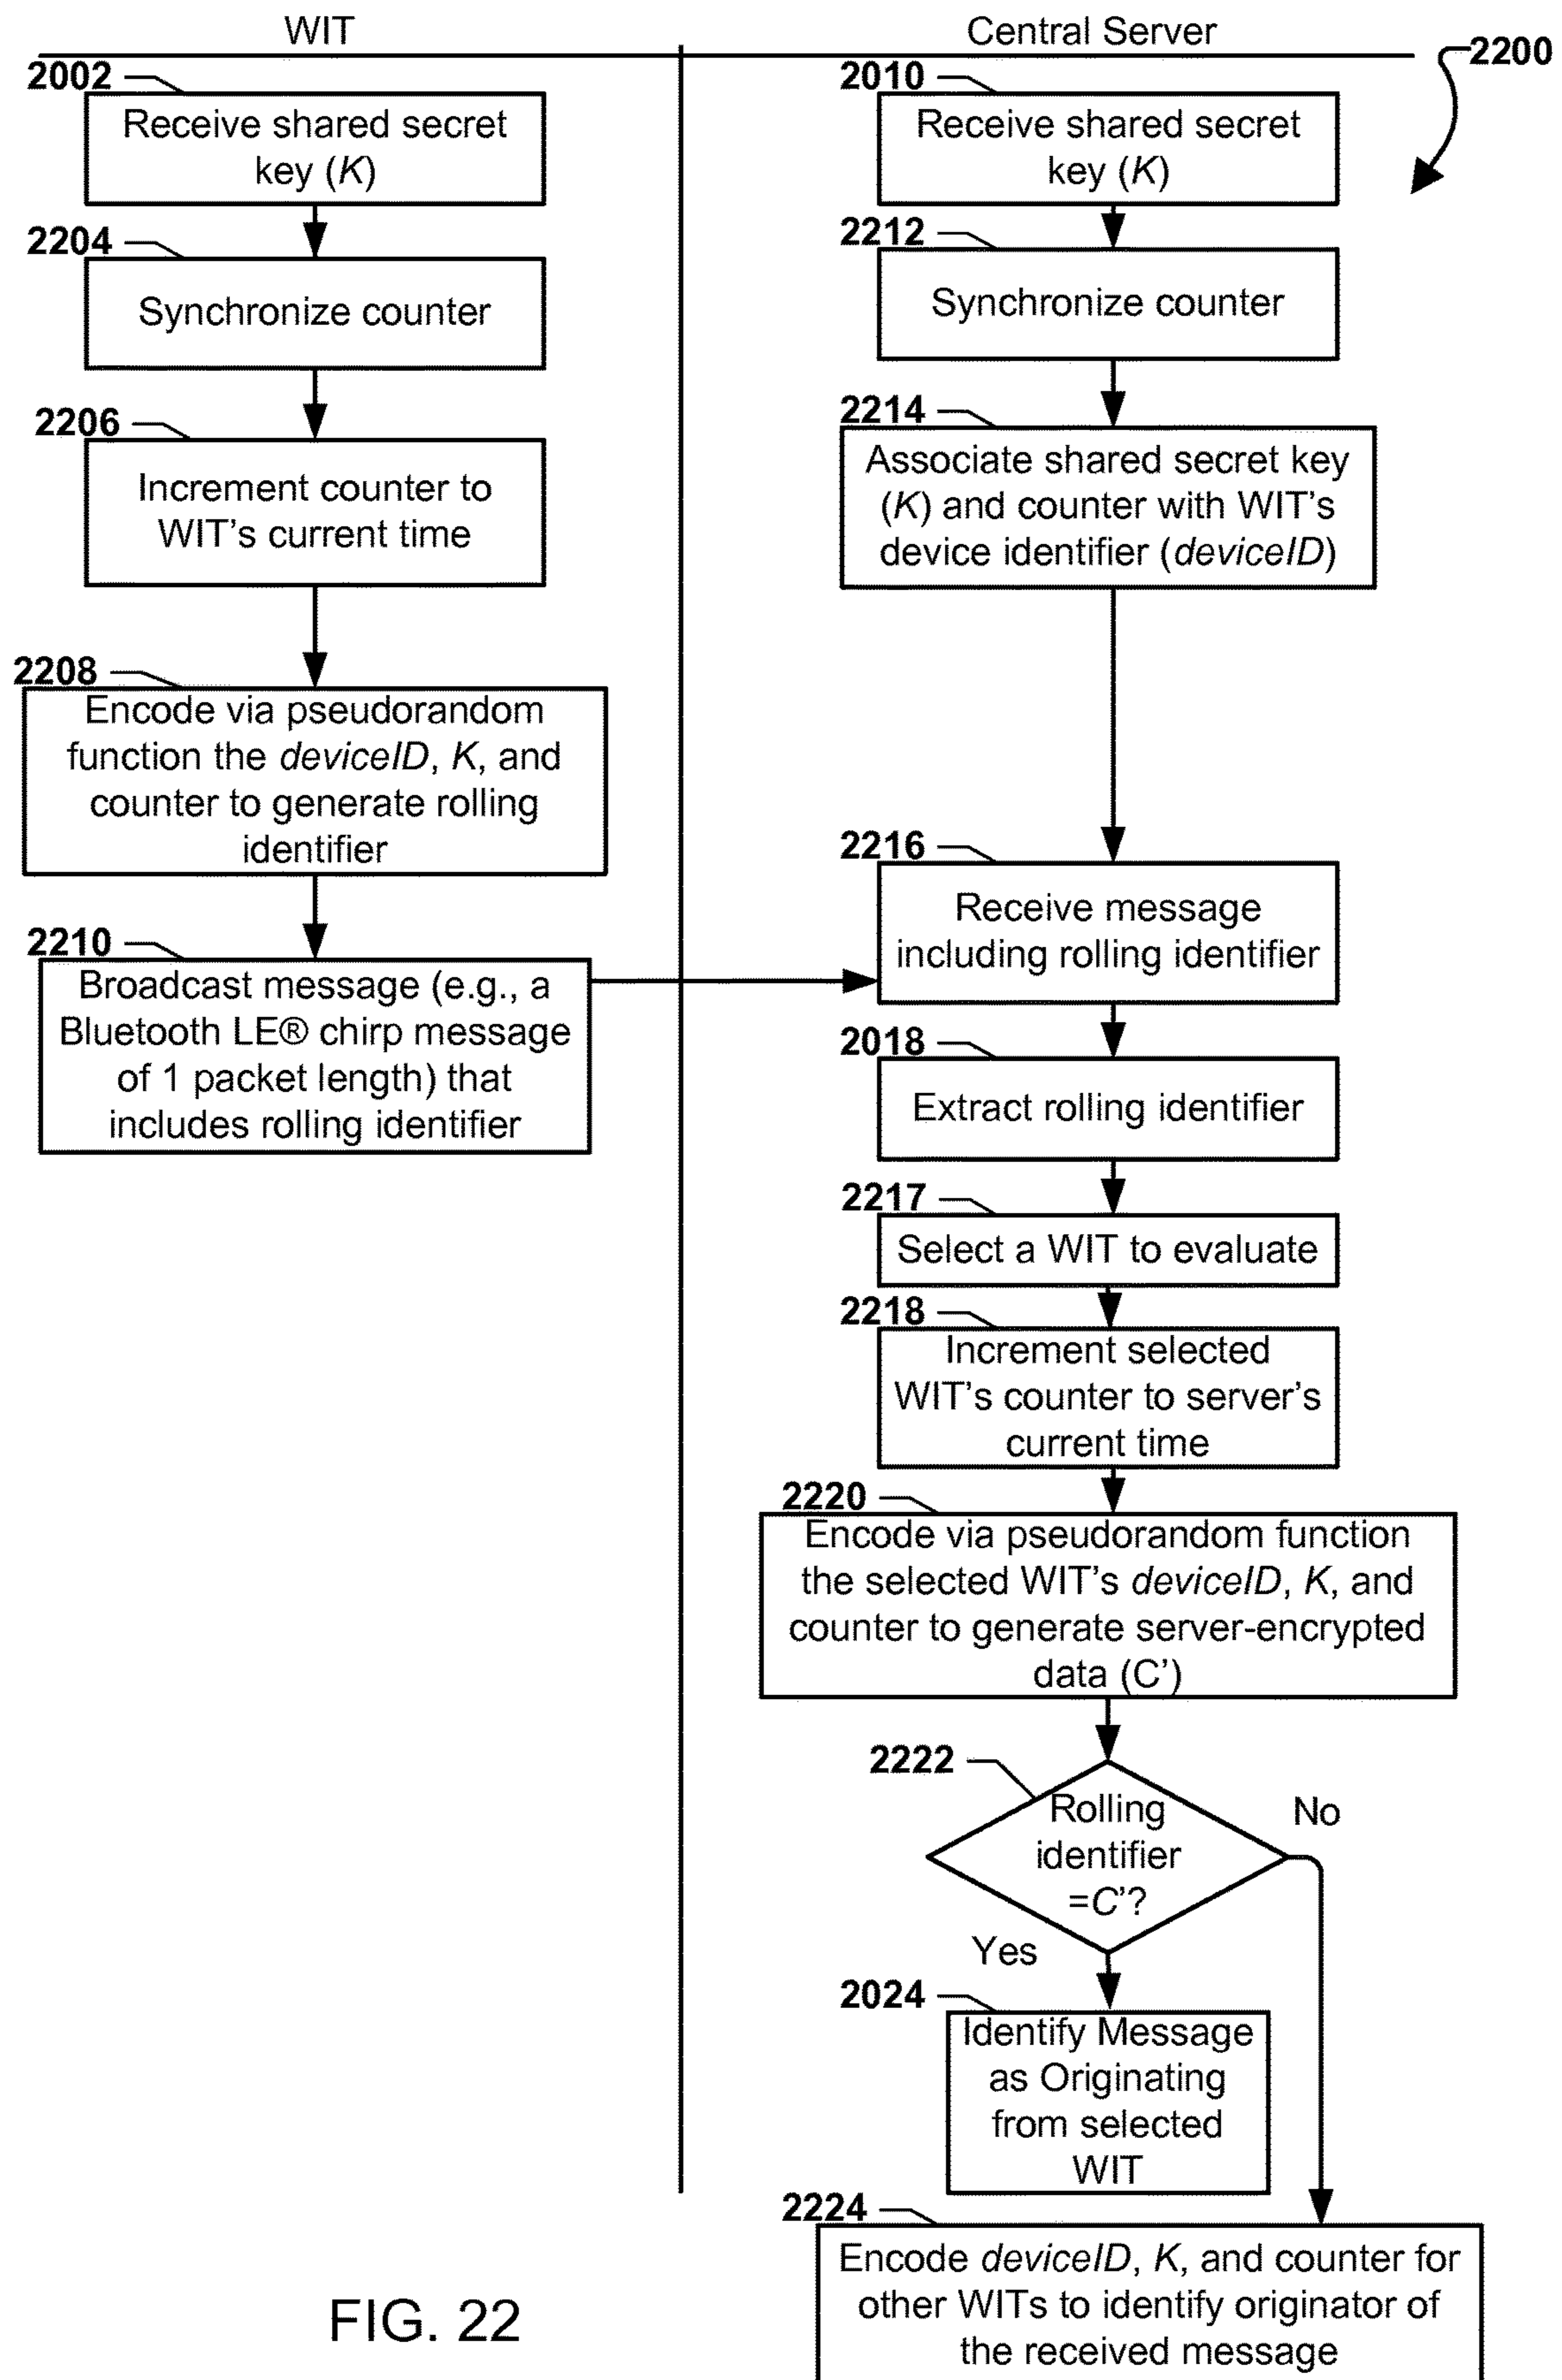 WIT
Central Server
2200
2002
Receive shared secret
key (K)
2204
Synchronize counter
2206
Increment counter to
WIT's current time
2208
Encode via pseudorandom
function the deviceID, K, and
counter to generate rolling
identifier
2210
Broadcast message (e.g., a
Bluetooth LE® chirp message
of 1 packet length) that
includes rolling identifier
2010
Receive shared secret
key (K)
2212
Synchronize counter
2214
Associate shared secret key
(K) and counter with WIT's
device identifier (deviceID)
2216
Receive message
including rolling identifier
2018
Extract rolling identifier
2217
Select a WIT to evaluate
2218
Increment selected
WIT's counter to server's
current time
2220
Encode via pseudorandom function
the selected WIT's deviceID, K, and
counter to generate server-encrypted
data (C')
2222
Rolling
identifier
=C'?
No
Yes
2024
Identify Message
as Originating
from selected
WIT
2224
Encode deviceID, K, and counter for
other WITs to identify originator of
the received message
FIG. 22